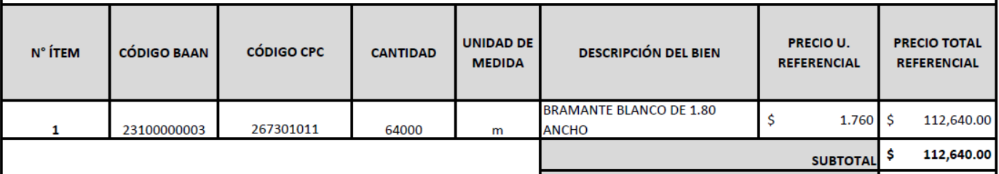 N° ÍTEM CÓDIGO BAAN CÓDIGO CPC CANTIDAD UNIDAD DE MEDIDA DESCRIPCIÓN DEL BIEN PRECIO U. REFERENCIAL PRECIO TOTAL REFERENCIAL
1 23100000003 267301011 64000 m BRAMANTE BLANCO DE 1.80 ANCHO $ 1.760 $ 112,640.00
SUBTOTAL $ 112,640.00